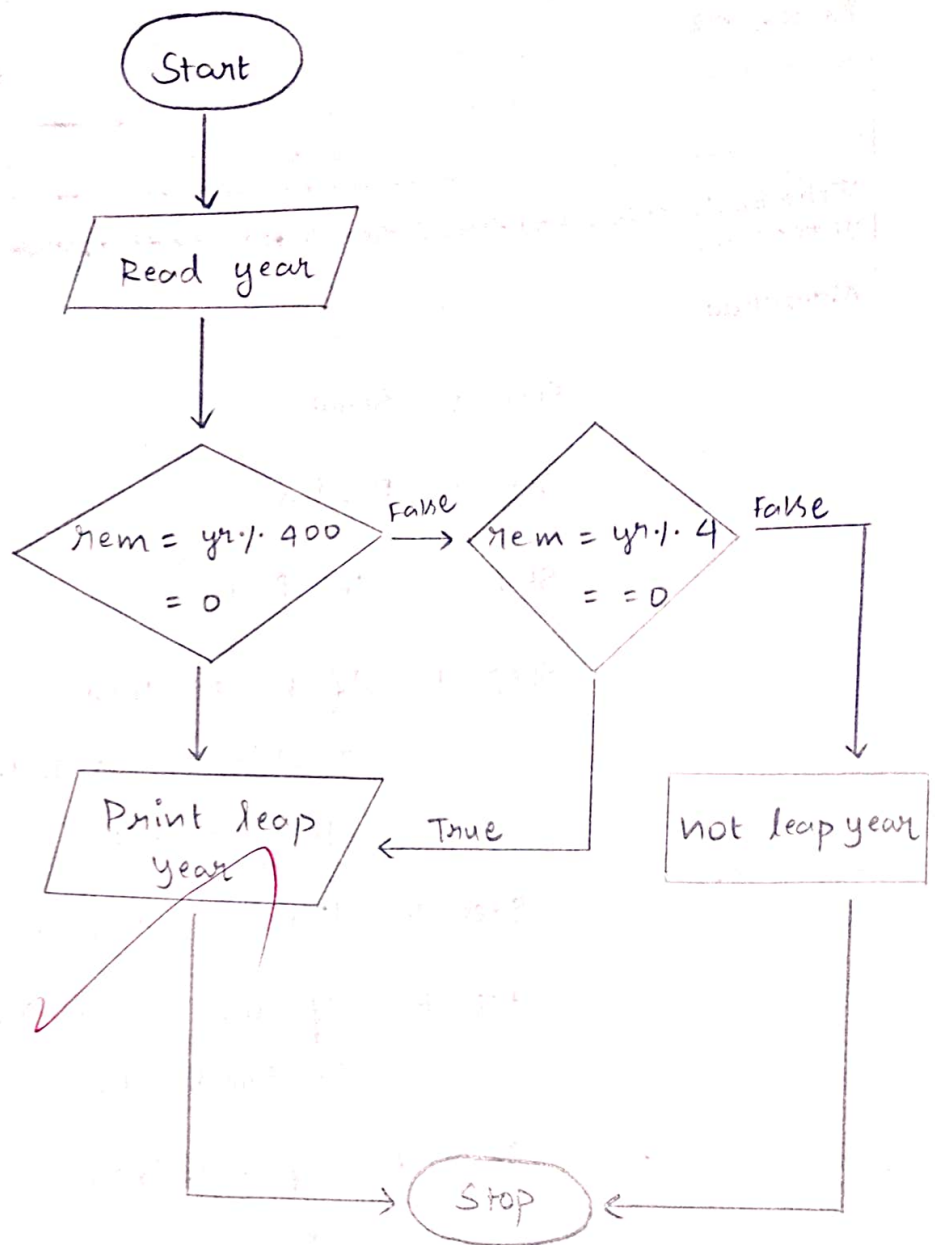 Start
Read year
rem = yr % 400
= 0
False
rem = yr % 4
= = 0
False
Print leap
year
True
not leap year
Stop